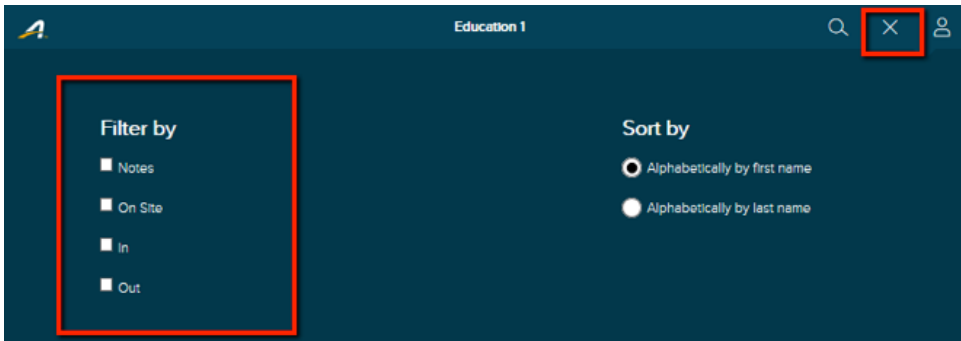 Education 1
Filter by
Notes
On Site
In
Out
Sort by
Alphabetically by first name
Alphabetically by last name